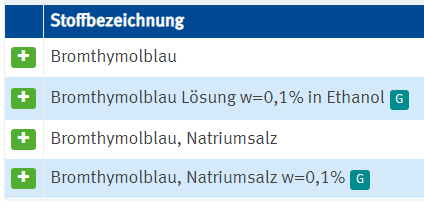 Stoffbezeichnung
Bromthymolblau
Bromthymolblau Lösung w=0,1% in Ethanol G
Bromthymolblau, Natriumsalz
Bromthymolblau, Natriumsalz w=0,1% G